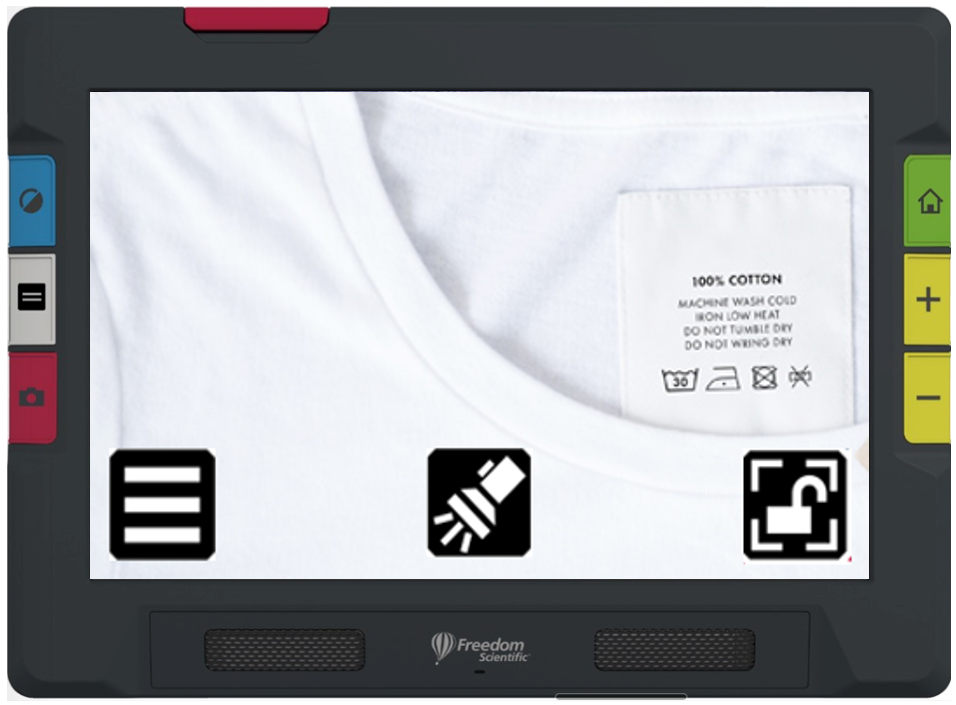 100% COTTON
MACHINE WASH COLD
IRON LOW HEAT
DO NOT TUMBLE DRY
DO NOT WRING DRY
30
Freedom
Scientific